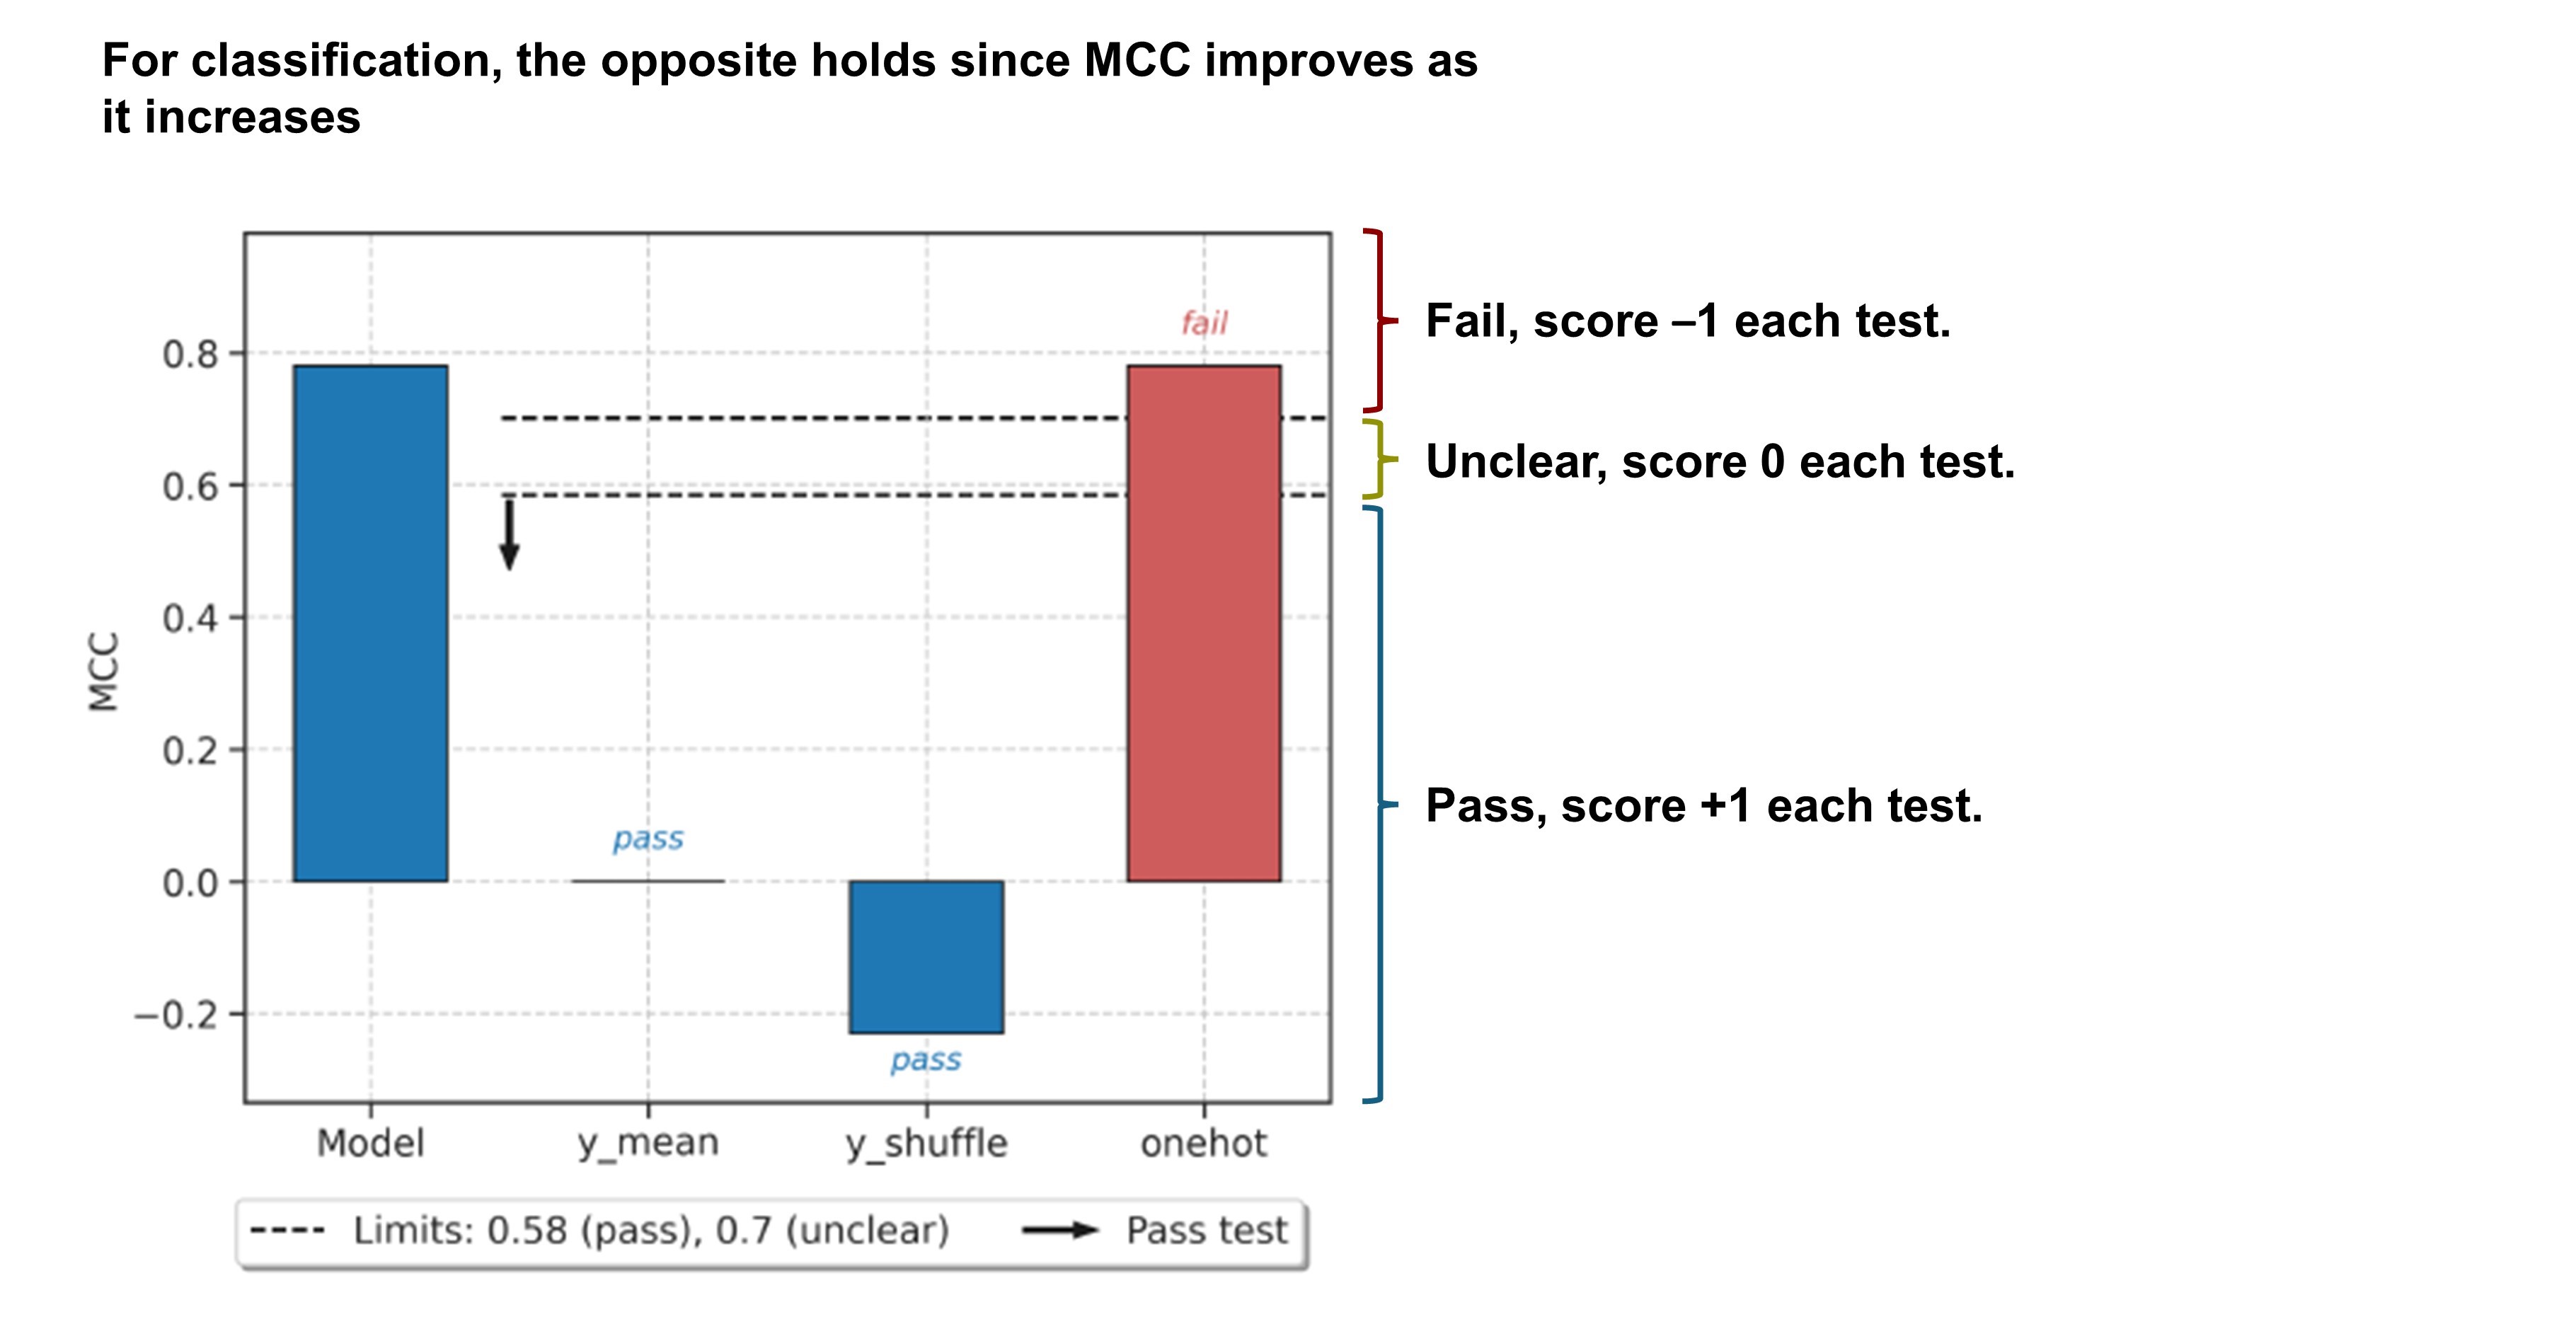 For classification, the opposite holds since MCC improves as
it increases
fail
Fail, score –1 each test.
0.8
Unclear, score 0 each test.
0.6
0.4
MCC
0.2
pass
Pass, score +1 each test.
0.0
−0.2
pass
Model
y_mean
y_shuffle
onehot
Limits: 0.58 (pass), 0.7 (unclear)
Pass test